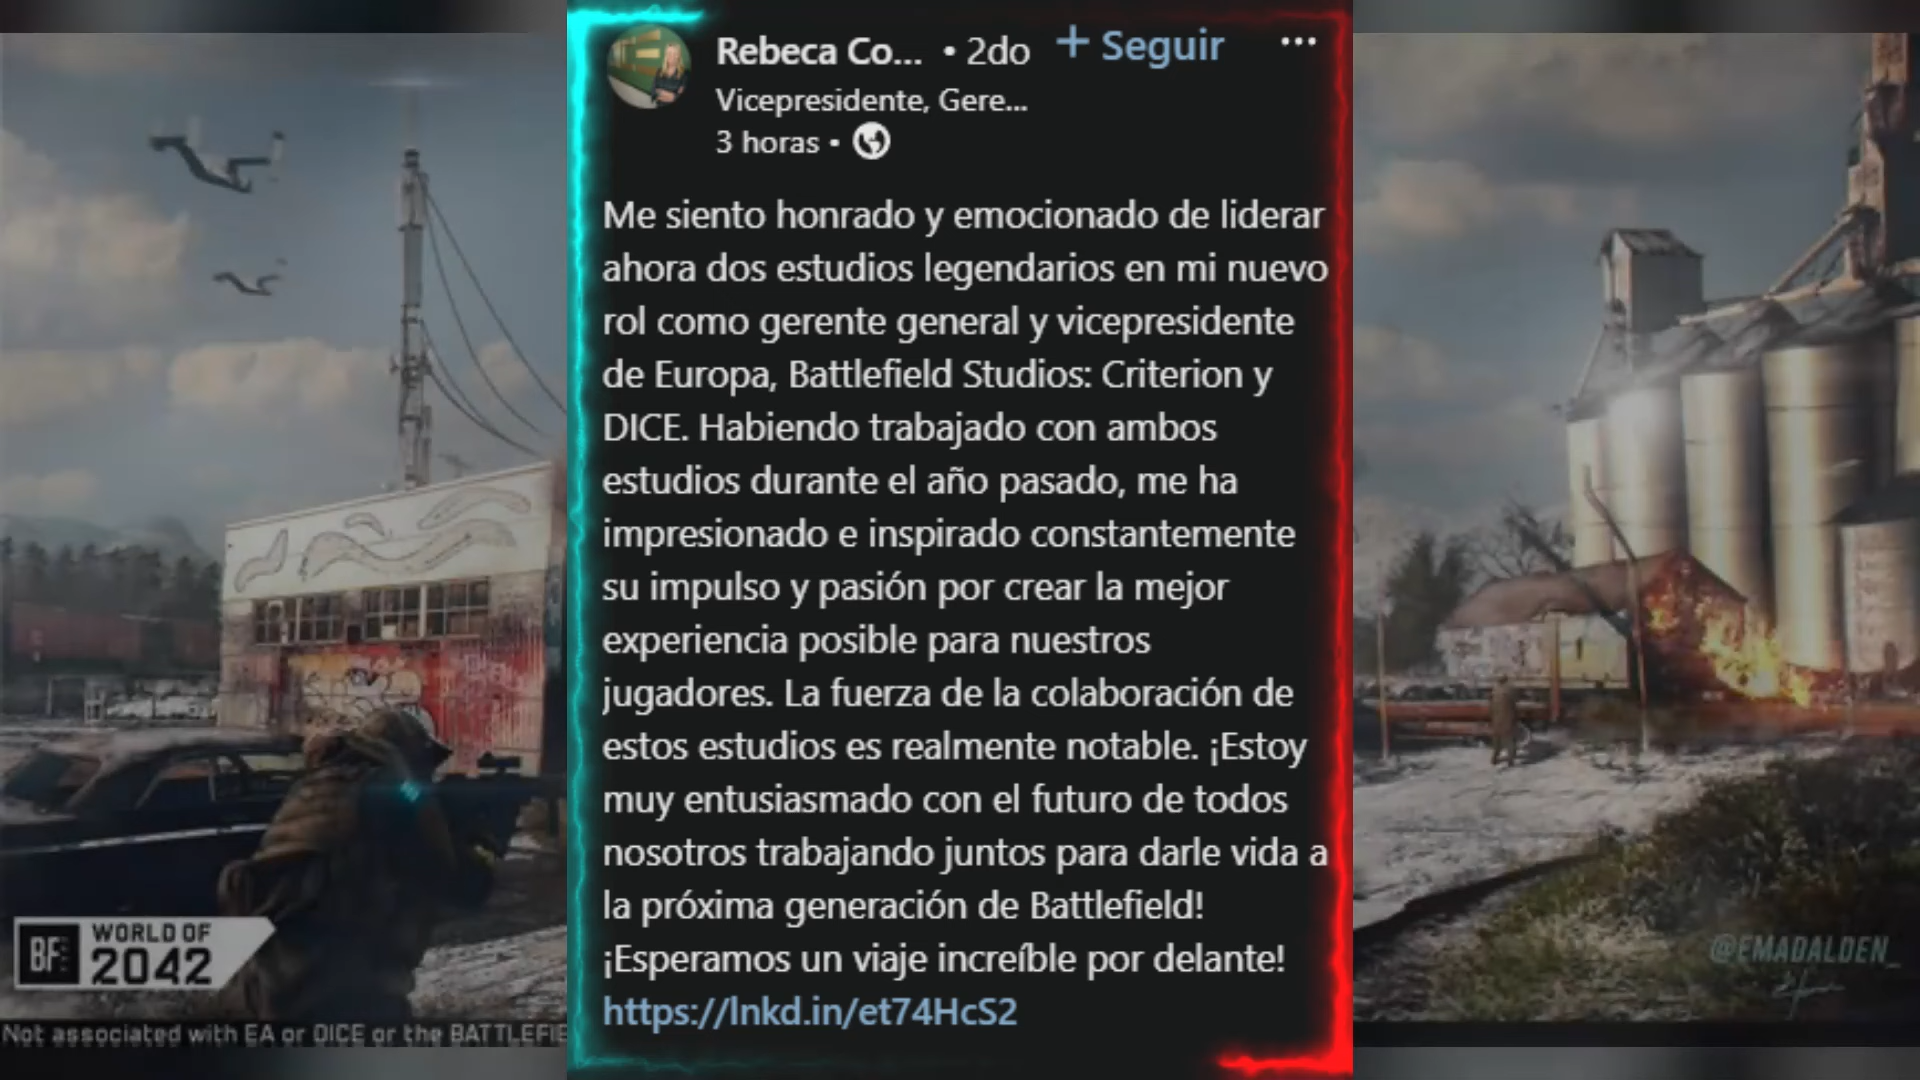 Rebeca Co... • 2do + Seguir ...
Vicepresidente, Gere...
3 horas •
Me siento honrado y emocionado de liderar
ahora dos estudios legendarios en mi nuevo
rol como gerente general y vicepresidente
de Europa, Battlefield Studios: Criterion y
DICE. Habiendo trabajado con ambos
estudios durante el año pasado, me ha
impresionado e inspirado constantemente
su impulso y pasión por crear la mejor
experiencia posible para nuestros
jugadores. La fuerza de la colaboración de
estos estudios es realmente notable. ¡Estoy
muy entusiasmado con el futuro de todos
nosotros trabajando juntos para darle vida a
la próxima generación de Battlefield!
¡Esperamos un viaje increíble por delante!
https://lnkd.in/et74HcS2
BF
WORLD OF
2042
Not associated with EA or DICE or the BATTLEFIE
@EMADALDEN_